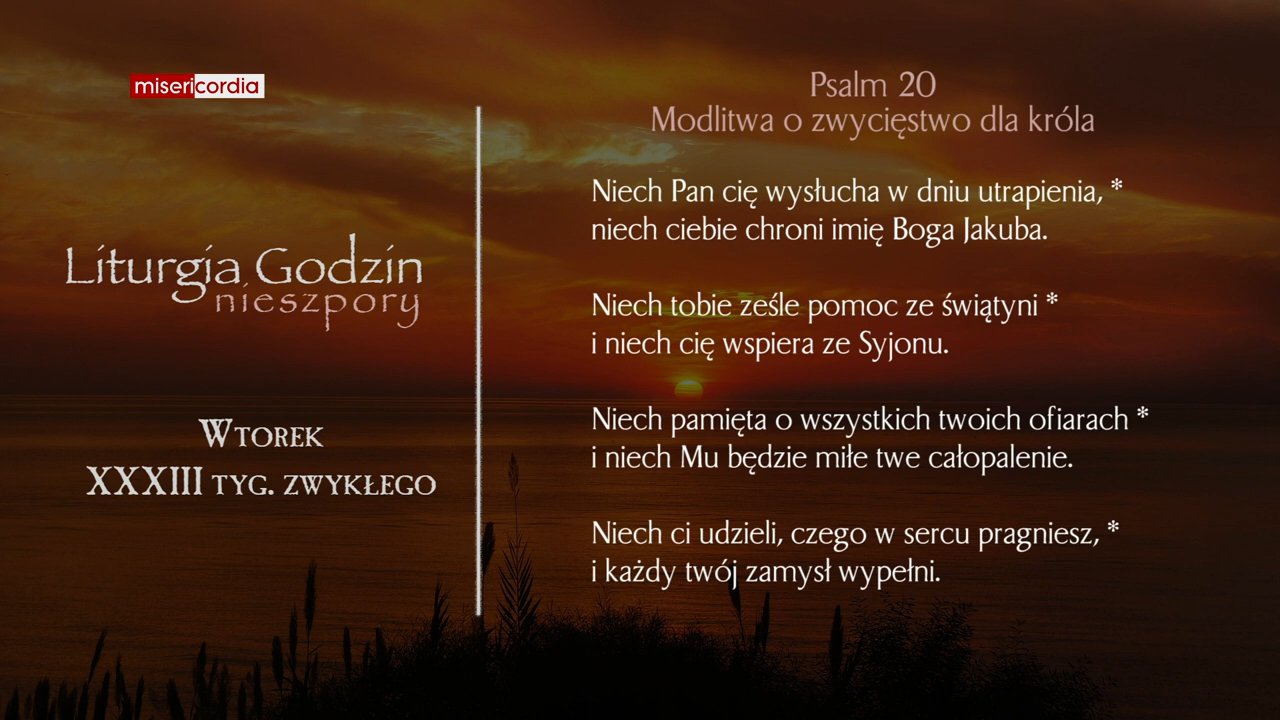 misericordia
Liturgia Godzin
nieszpory
Wtorek
XXXIII tyg. zwykłego
Psalm 20
Modlitwa o zwycięstwo dla króla
Niech Pan cię wysłucha w dniu utrapienia, *
niech ciebie chroni imię Boga Jakuba.
Niech tobie ześle pomoc ze świątyni *
i niech cię wspiera ze Syjonu.
Niech pamięta o wszystkich twoich ofiarach *
i niech Mu będzie miłe twe całopalenie.
Niech ci udzieli, czego w sercu pragniesz, *
i każdy twój zamysł wypełni.